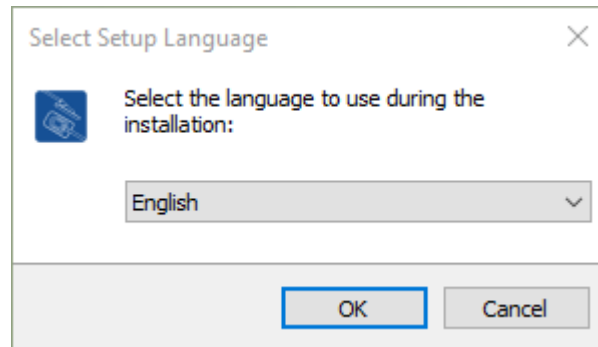 Select Setup Language
Select the language to use during the
installation:
English
OK
Cancel